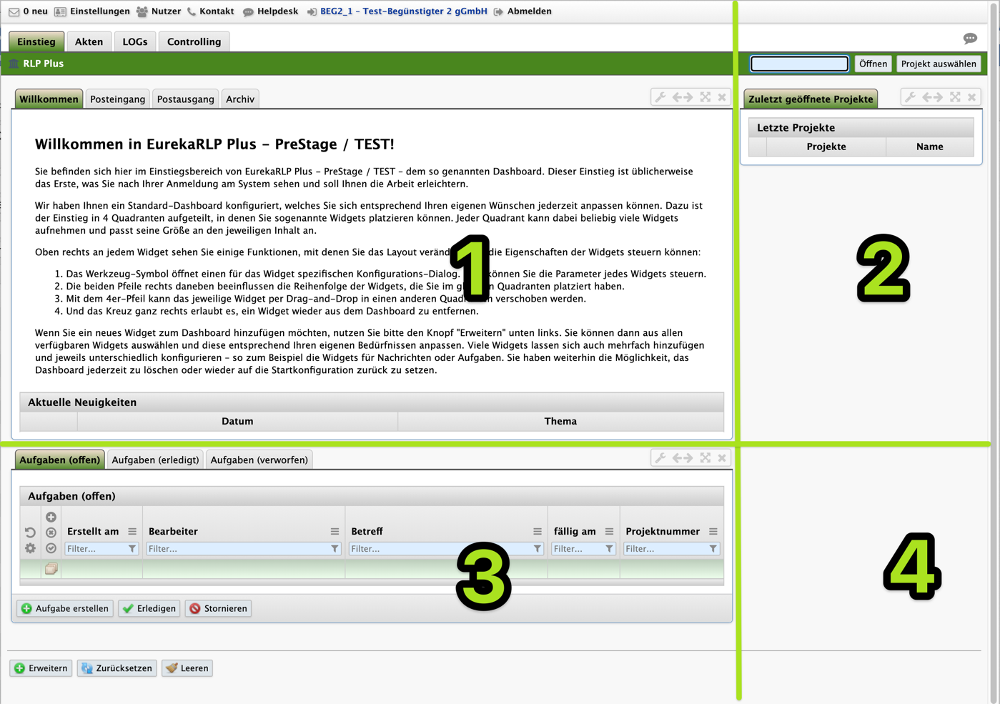 0 neu Einstellungen Nutzer Kontakt Helpdesk BEG2_1 – Test-Begünstigter 2 gGmbH Abmelden
Einstieg Akten LOGs Controlling
RLP Plus Öffnen Projekt auswählen
Willkommen Posteingang Postausgang Archiv
Zuletzt geöffnete Projekte
Letzte Projekte
Projekte Name
Willkommen in EurekaRLP Plus – PreStage / TEST!
Sie befinden sich hier im Einstiegsbereich von EurekaRLP Plus – PreStage / TEST – dem so genannten Dashboard. Dieser Einstieg ist üblicherweise
das Erste, was Sie nach Ihrer Anmeldung am System sehen und soll Ihnen die Arbeit erleichtern.
Wir haben Ihnen ein Standard-Dashboard konfiguriert, welches Sie sich entsprechend Ihren eigenen Wünschen jederzeit anpassen können. Dazu ist
der Einstieg in 4 Quadranten aufgeteilt, in denen Sie sogenannte Widgets platzieren können. Jeder Quadrant kann dabei beliebig viele Widgets
aufnehmen und passt seine Größe an den jeweiligen Inhalt an.
Oben rechts an jedem Widget sehen Sie einige Funktionen, mit denen Sie das Layout die Eigenschaften der Widgets steuern können:
1. Das Werkzeug-Symbol öffnet einen für das Widget spezifischen Konfigurations-Dialog. können Sie die Parameter jedes Widgets steuern.
2. Die beiden Pfeile rechts daneben beeinflussen die Reihenfolge der Widgets, die Sie im Quadranten platziert haben.
3. Mit dem 4er-Pfeil kann das jeweilige Widget per Drag-and-Drop in einen anderen verschoben werden.
4. Und das Kreuz ganz rechts erlaubt es, ein Widget wieder aus dem Dashboard zu entfernen.
1
2
Wenn Sie ein neues Widget zum Dashboard hinzufügen möchten, nutzen Sie bitte den Knopf "Erweitern" unten links. Sie können dann aus allen
verfügbaren Widgets auswählen und diese entsprechend Ihren eigenen Bedürfnissen anpassen. Viele Widgets lassen sich auch mehrfach hinzufügen
und jeweils unterschiedlich konfigurieren – so zum Beispiel die Widgets für Nachrichten oder Aufgaben. Sie haben weiterhin die Möglichkeit, das
Dashboard jederzeit zu löschen oder wieder auf die Startkonfiguration zurück zu setzen.
Aktuelle Neuigkeiten
Datum Thema
Aufgaben (offen) Aufgaben (erledigt) Aufgaben (verworfen)
Aufgaben (offen)
Erstellt am Bearbeiter Betreff fällig am Projektnummer
Filter... Filter... Filter... Filter... Filter...
3
4
Aufgabe erstellen Erledigen Stornieren
Erweitern Zurücksetzen Leeren